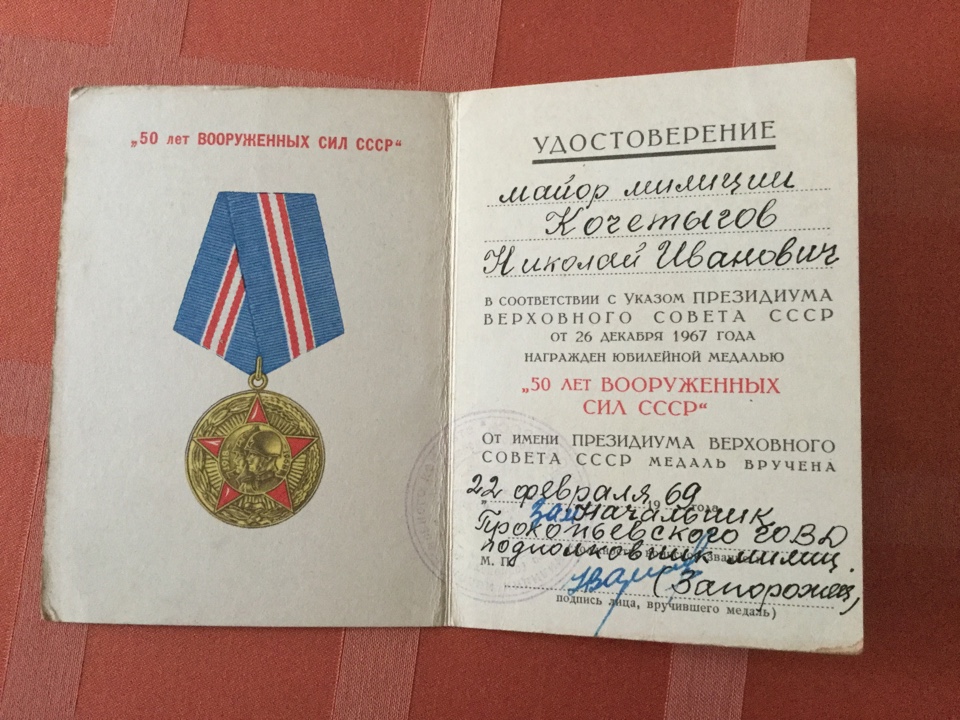 „50 лет ВООРУЖЕННЫХ СИЛ СССР“
УДОСТОВЕРЕНИЕ
майор милиции
Кочетыгов
Николай Иванович
В СООТВЕТСТВИИ С УКАЗОМ ПРЕЗИДИУМА
ВЕРХОВНОГО СОВЕТА СССР
ОТ 26 ДЕКАБРЯ 1967 ГОДА
НАГРАЖДЕН ЮБИЛЕЙНОЙ МЕДАЛЬЮ
„50 ЛЕТ ВООРУЖЕННЫХ
СИЛ СССР“
ОТ ИМЕНИ ПРЕЗИДИУМА ВЕРХОВНОГО
СОВЕТА СССР МЕДАЛЬ ВРУЧЕНА
22 февраля 1969 года
Зам начальник
Прокопьевского ГОВД
подполковник милиц.
М. П.
(Запорожец)
подпись лица, вручившего медаль)